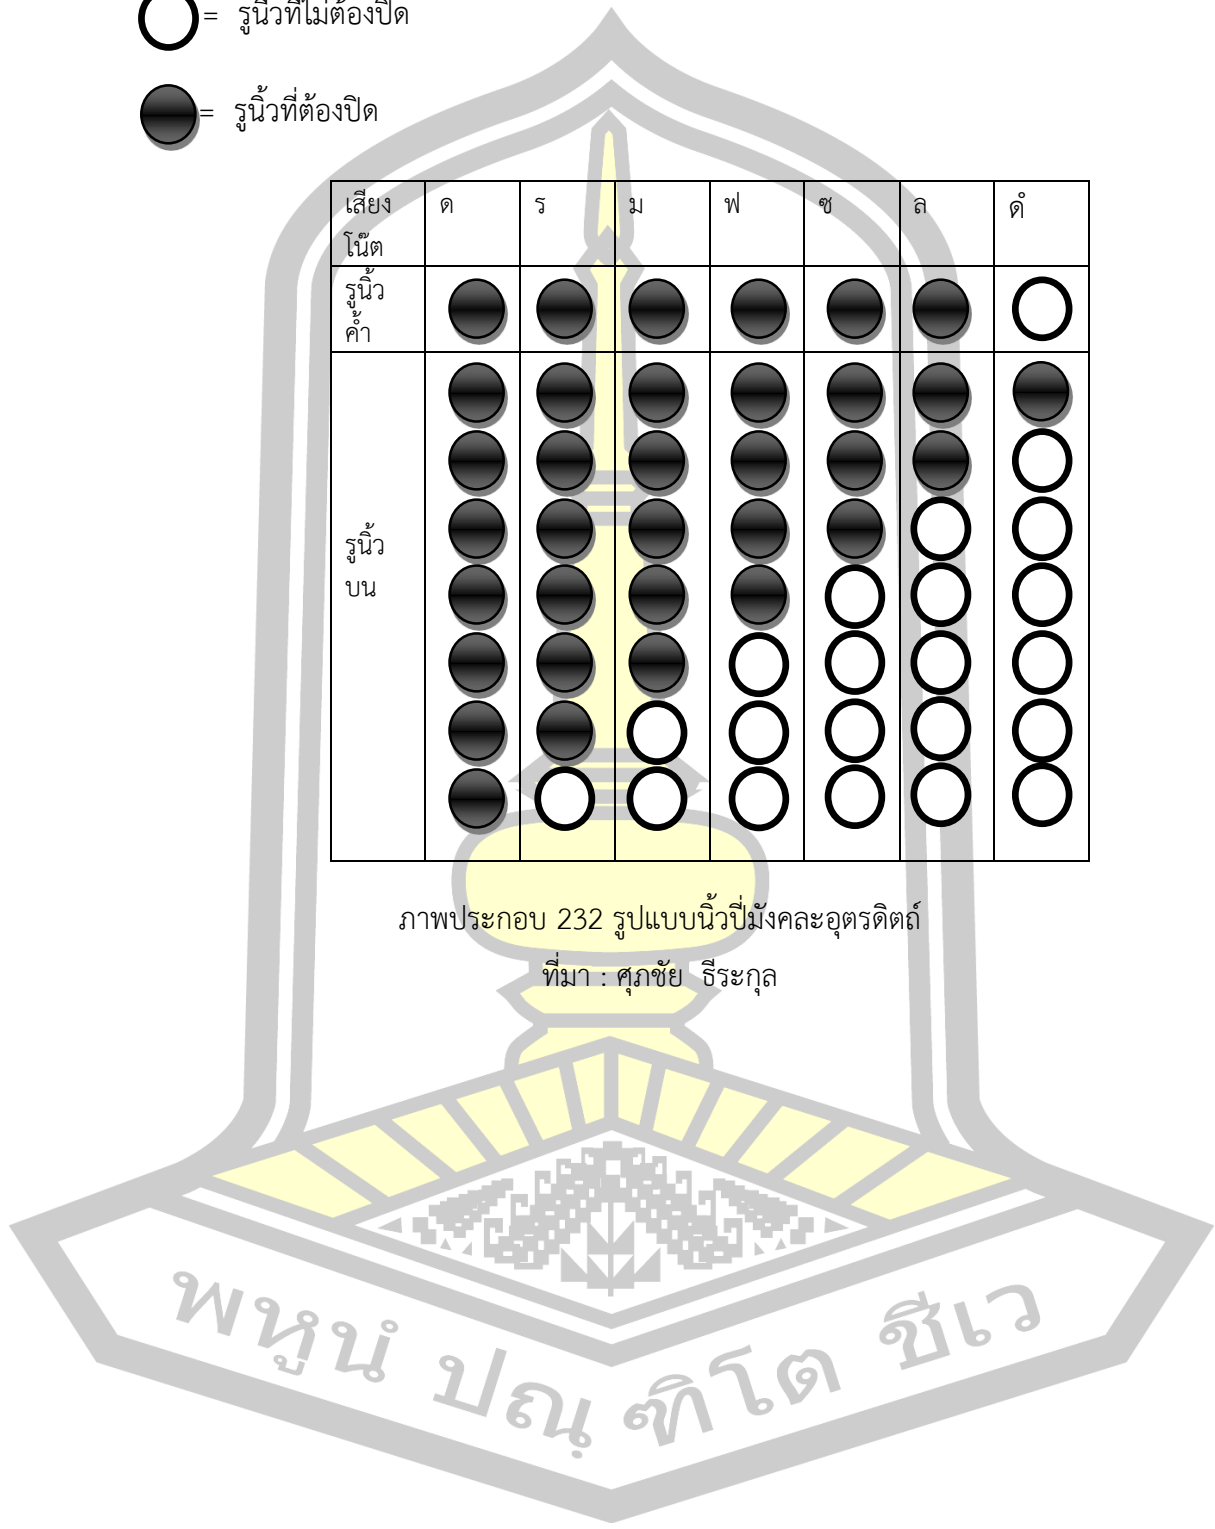 = รูนิ้วที่ไม่ต้องปิด
= รูนิ้วที่ต้องปิด
เสียง ด ร ม ฟ ซ ล ดํ
โน๊ต
รูนิ้ว
ค้ำ
รูนิ้ว
บน
ภาพประกอบ 232 รูปแบบนิ้วปี่มังคละอุตรดิตถ์
ที่มา : ศุภชัย ธีระกุล
พหูนํ ปณฺฑิโต ชีเว